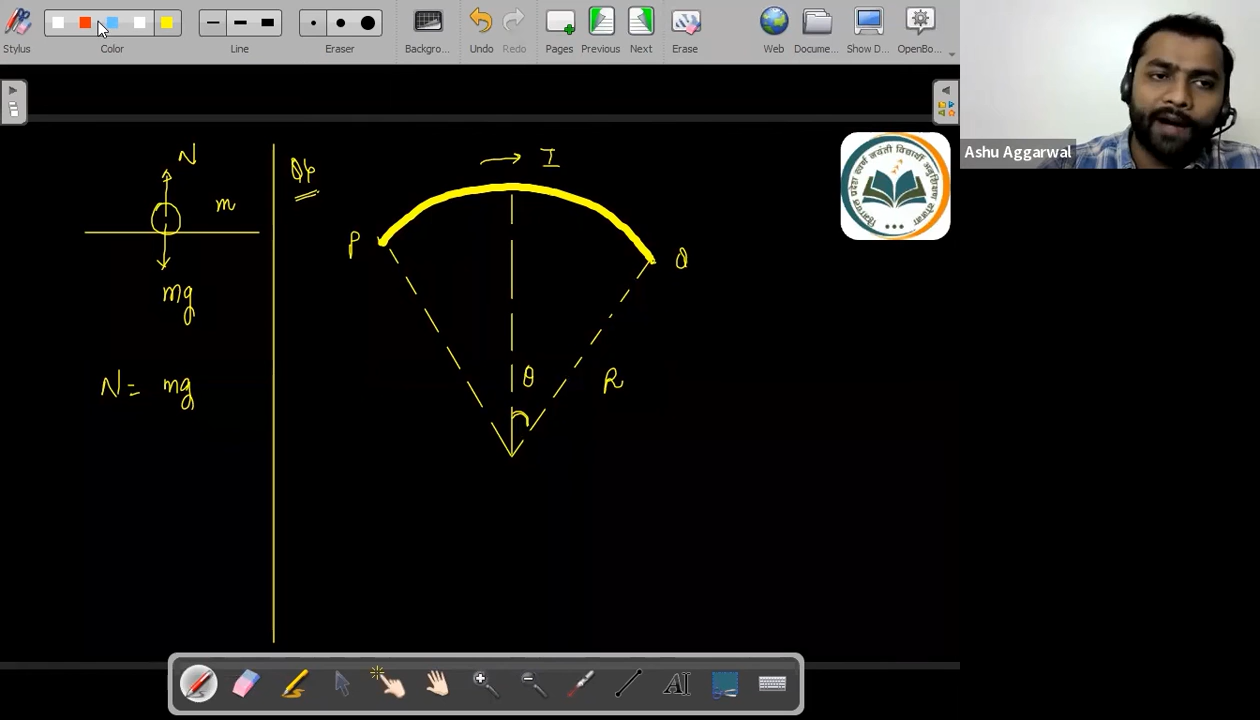 Stylus
Color
Line
Eraser
Backgro...
Undo
Redo
Pages
Previous
Next
Erase
Web
Docume...
Show D...
OpenBo...
Ashu Aggarwal
N
m
mg
N = mg
I
P
Q
θ
R
AI